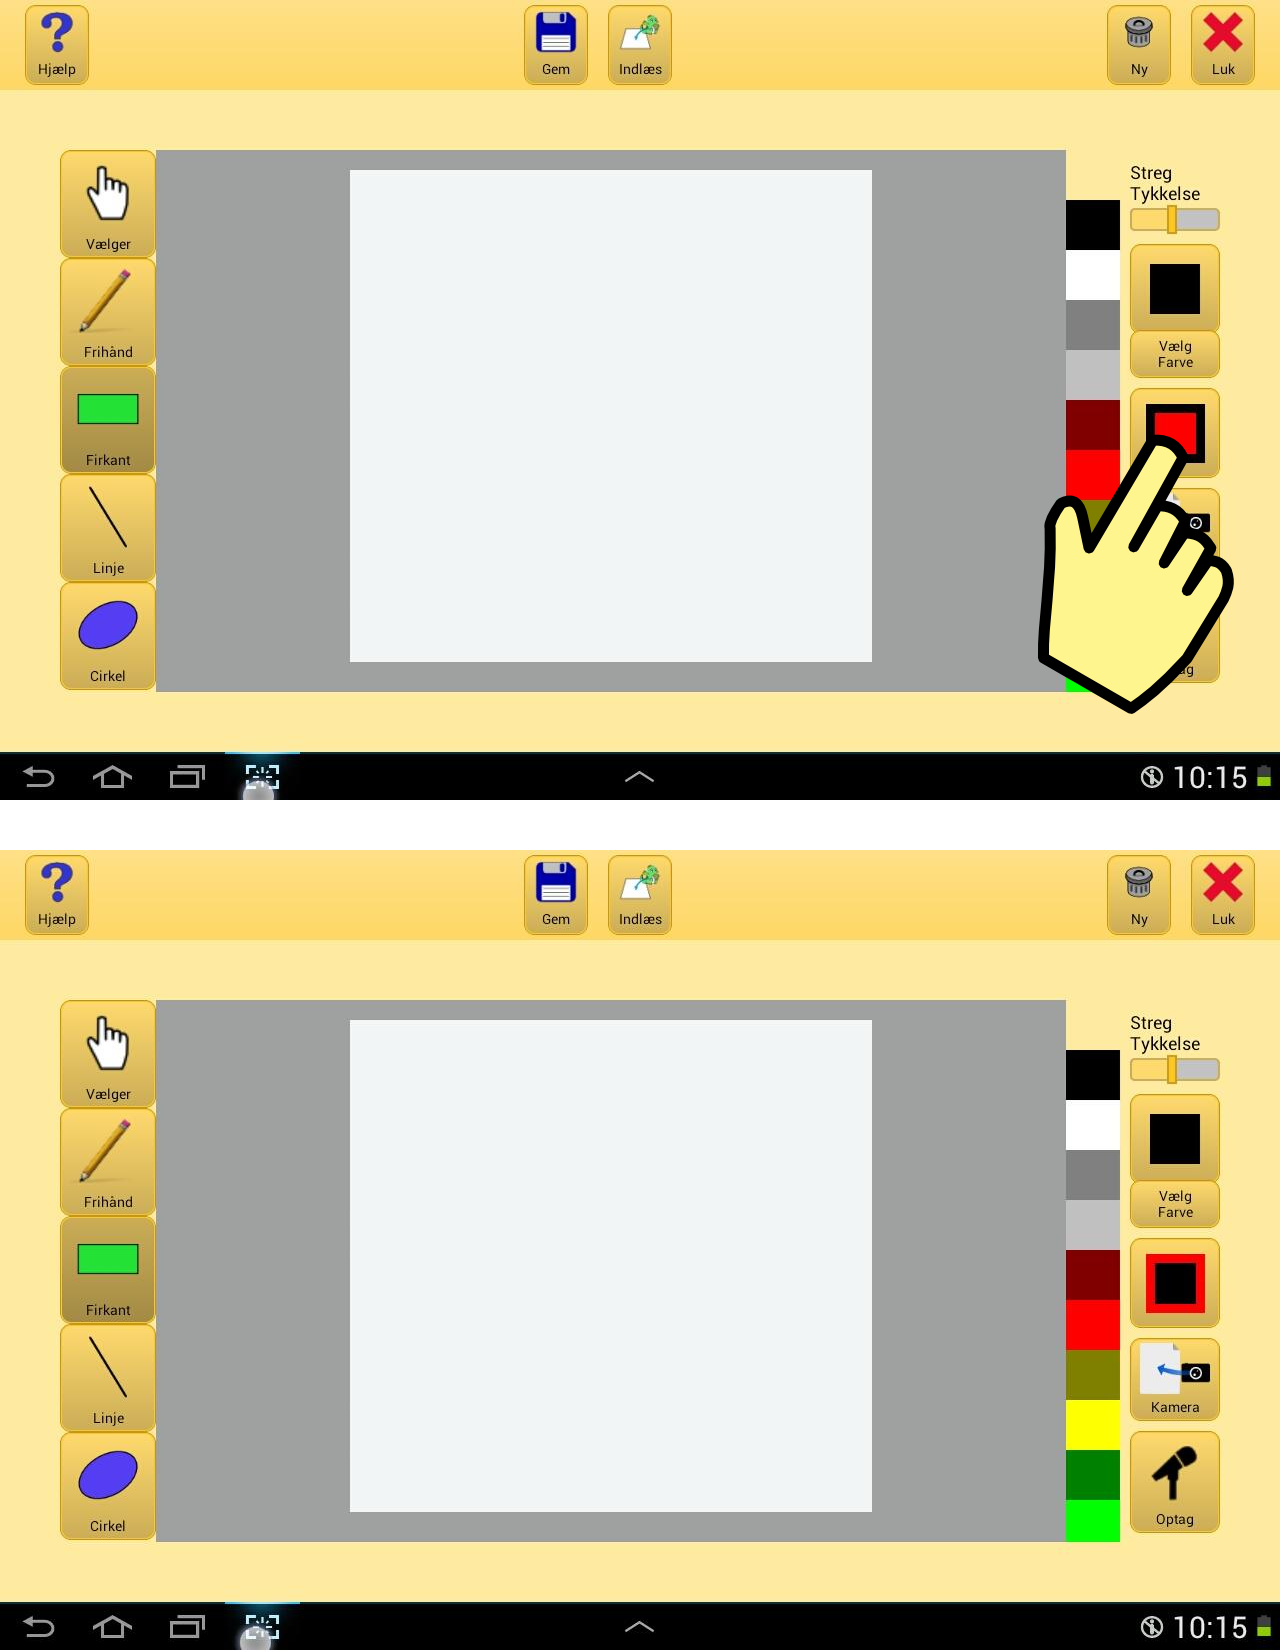 Hjælp
Gem
Indlæs
Ny
Luk
Vælger
Frihånd
Firkant
Linje
Cirkel
Streg
Tykkelse
Vælg
Farve
10:15
Hjælp
Gem
Indlæs
Ny
Luk
Vælger
Frihånd
Firkant
Linje
Cirkel
Streg
Tykkelse
Vælg
Farve
Kamera
Optag
10:15